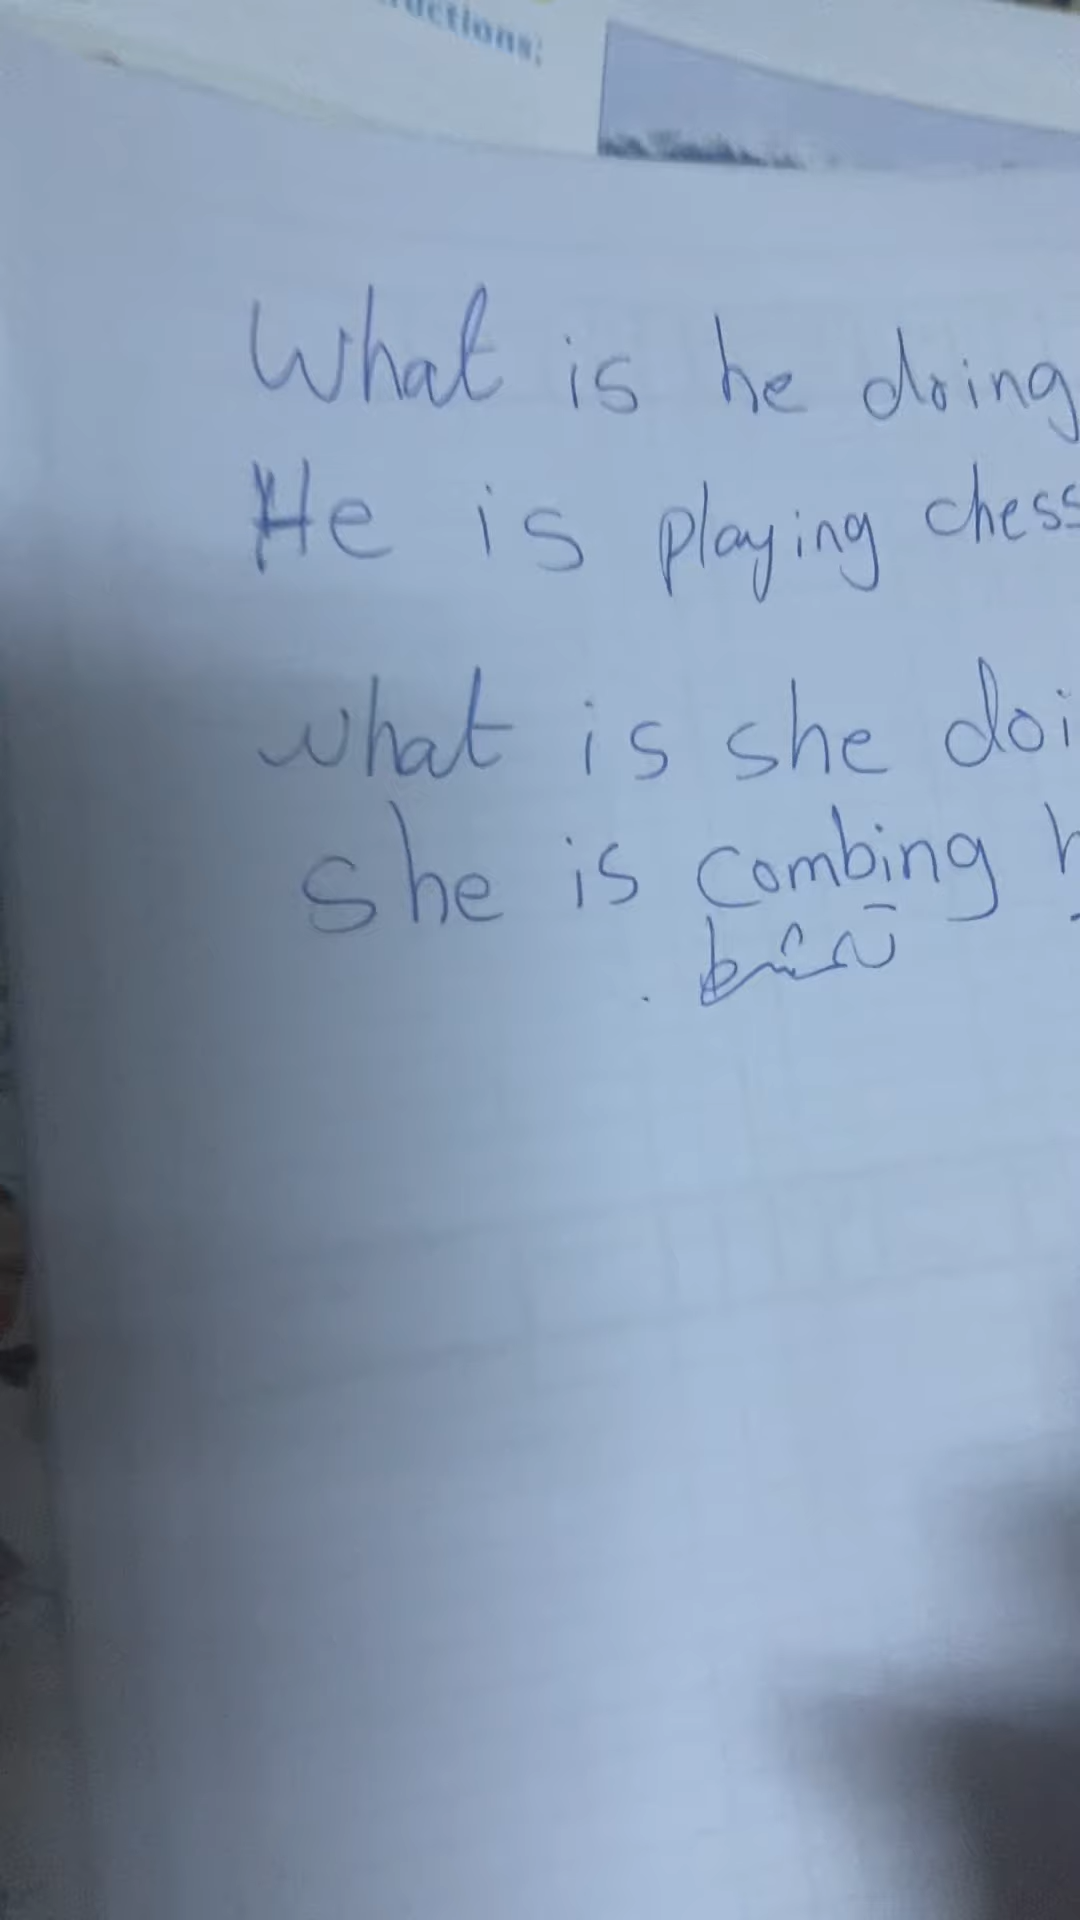 uctions:
What is he doing
He is playing chess
what is she doi
she is combing h